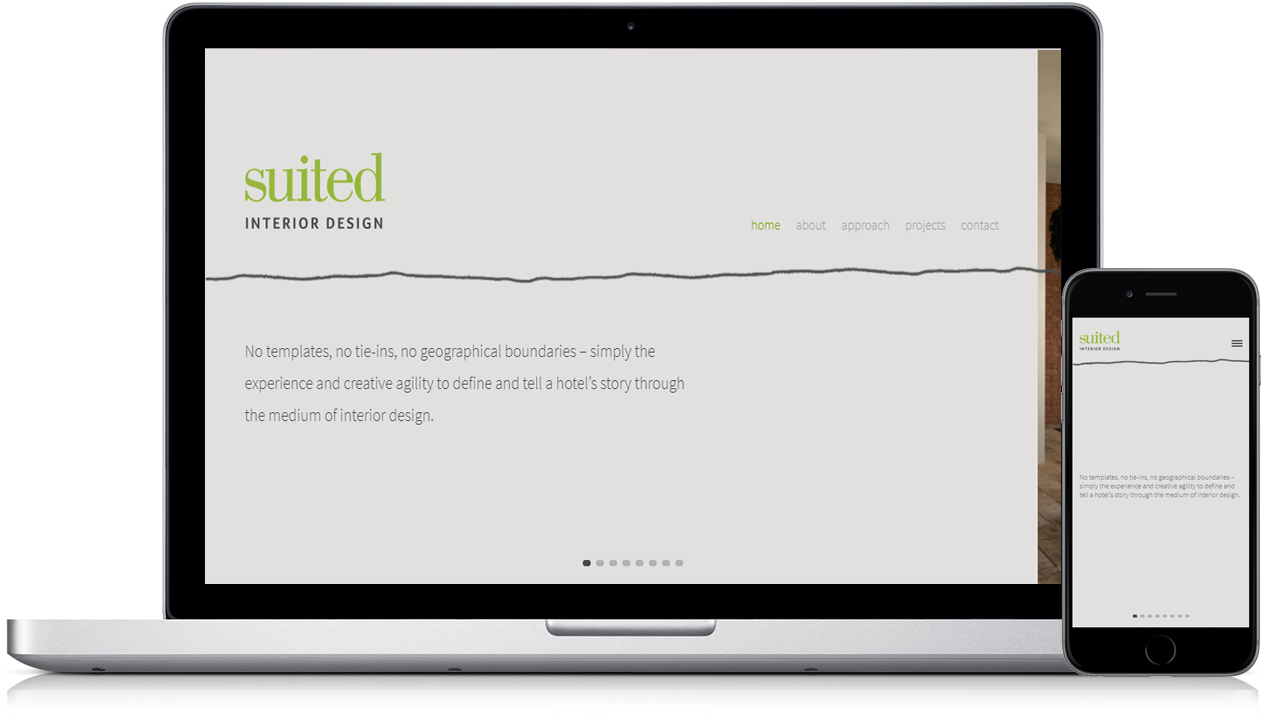 suited
INTERIOR DESIGN
home about approach projects contact
No templates, no tie-ins, no geographical boundaries – simply the
experience and creative agility to define and tell a hotel’s story through
the medium of interior design.
suited
INTERIOR DESIGN
No templates, no tie-ins, no geographical boundaries –
simply the experience and creative agility to define and
tell a hotel’s story through the medium of interior design.